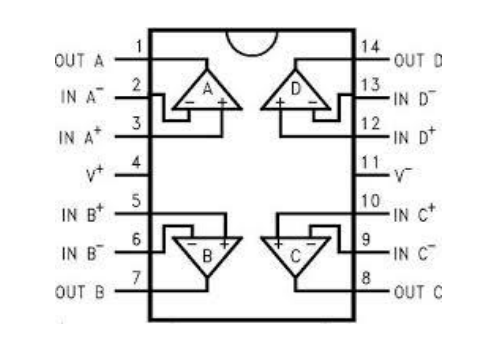 OUT A 1 14 OUT D
IN A⁻ 2 A D 13 IN D⁻
− + + −
IN A⁺ 3 12 IN D⁺
V⁺ 4 11 V⁻
IN B⁺ 5 10 IN C⁺
− + + −
IN B⁻ 6 B C 9 IN C⁻
OUT B 7 8 OUT C